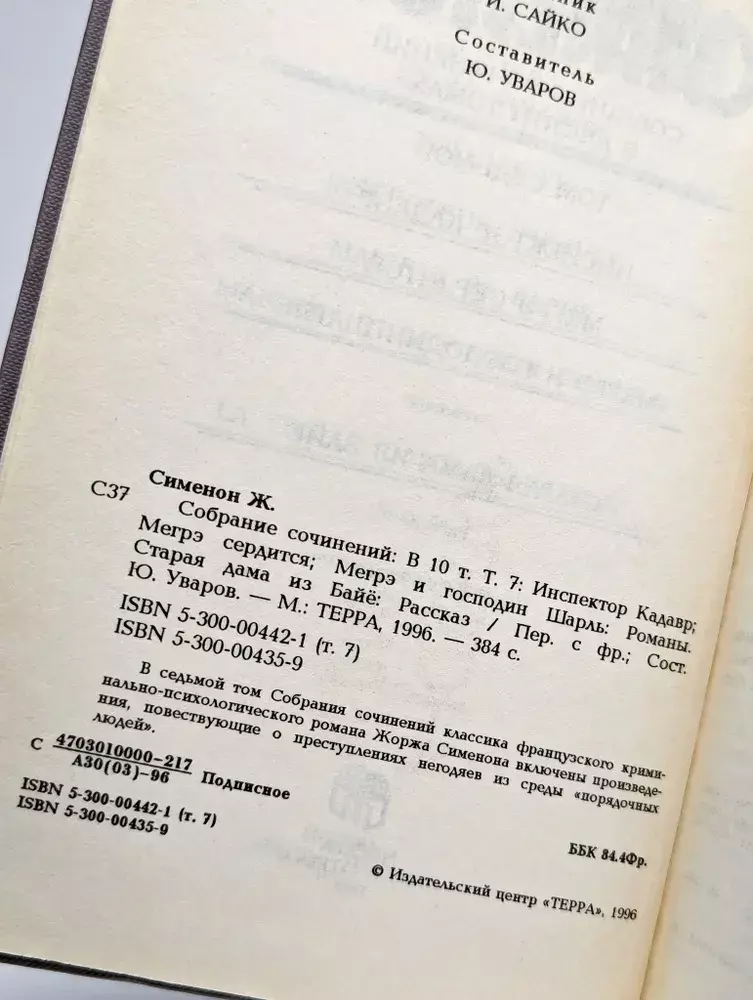 ник
И. САЙКО
Составитель
Ю. УВАРОВ
Сименон Ж.
С37
Собрание сочинений: В 10 т. Т. 7: Инспектор Кадавр;
Мегрэ сердится; Мегрэ и господин Шарль: Романы.
Старая дама из Байё: Рассказ / Пер. с фр.; Сост.
Ю. Уваров. — М.: ТЕРРА, 1996. — 384 с.
ISBN 5-300-00442-1 (т. 7)
ISBN 5-300-00435-9
В седьмой том Собрания сочинений классика французского крими-
нально-психологического романа Жоржа Сименона включены произведе-
ния, повествующие о преступлениях негодяев из среды «порядочных
людей».
С 4703010000-217
А30(03)-96 Подписное
ISBN 5-300-00442-1 (т. 7)
ISBN 5-300-00435-9
ББК 84.4Фр.
© Издательский центр «ТЕРРА», 1996